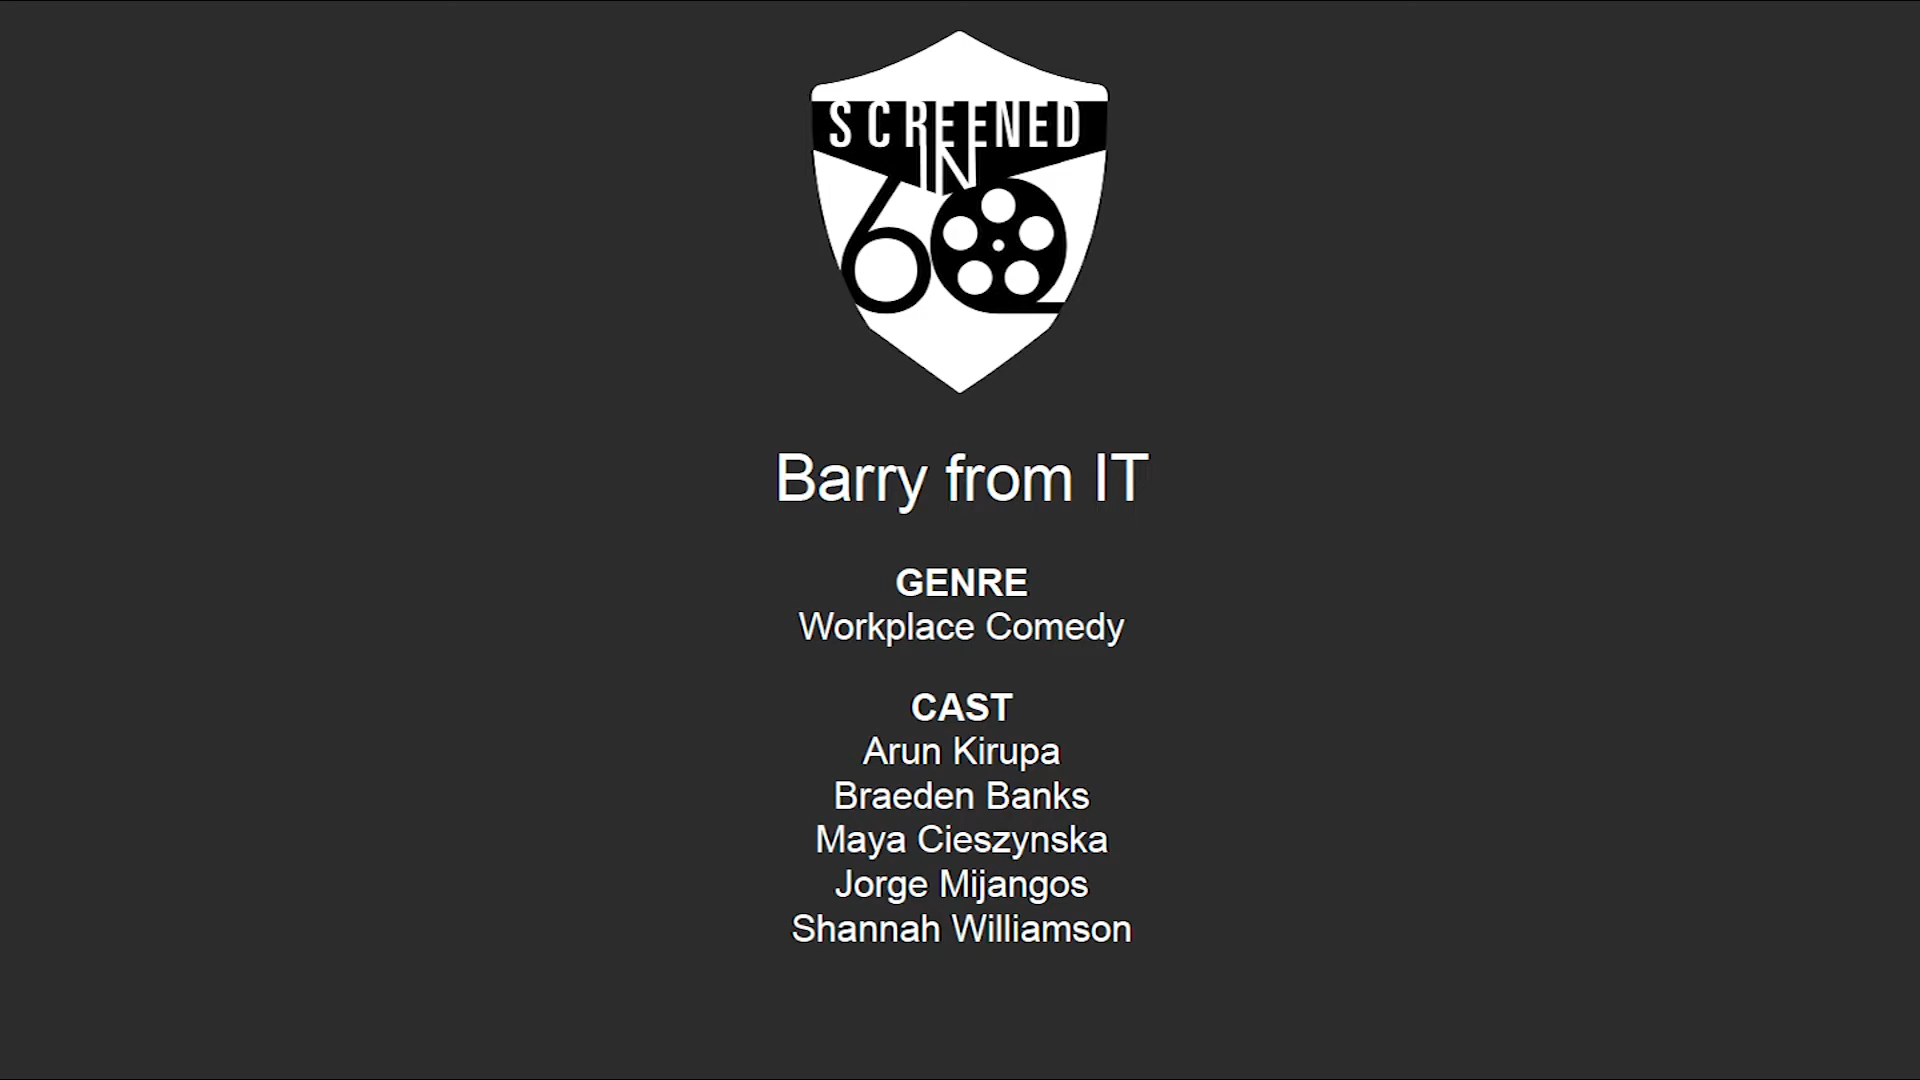 SCREENED
IN
60
Barry from IT
GENRE
Workplace Comedy
CAST
Arun Kirupa
Braeden Banks
Maya Cieszynska
Jorge Mijangos
Shannah Williamson